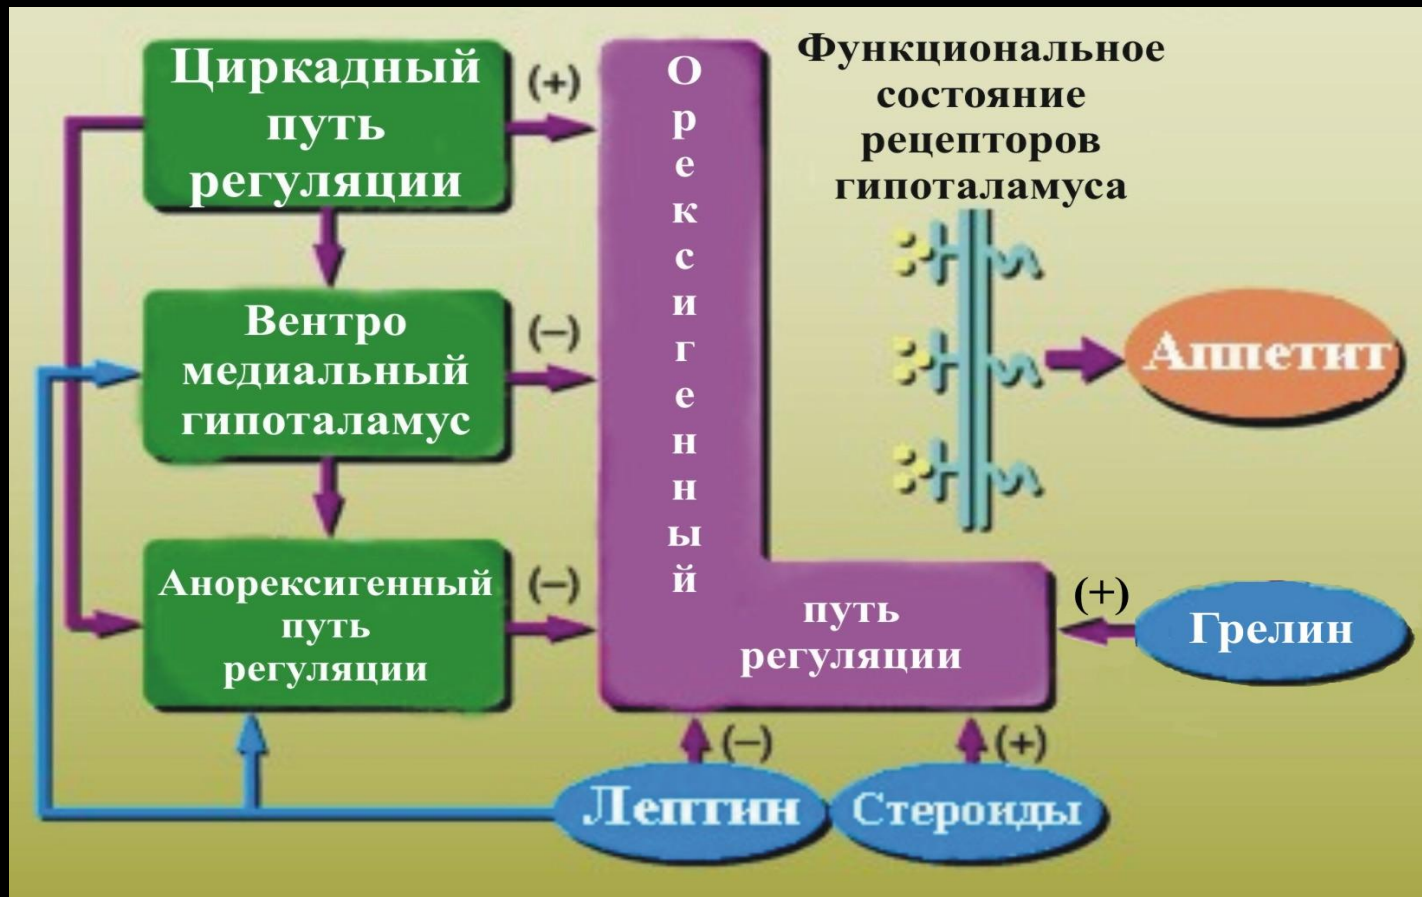 Циркадный
путь
регуляции
(+)
Вентро
медиальный
гипоталамус
(–)
Анорексигенный
путь
регуляции
(–)
Орексигенный
путь
регуляции
Функциональное
состояние
рецепторов
гипоталамуса
Аппетит
(+)
Грелин
(–)
(+)
Лептин
Стероиды